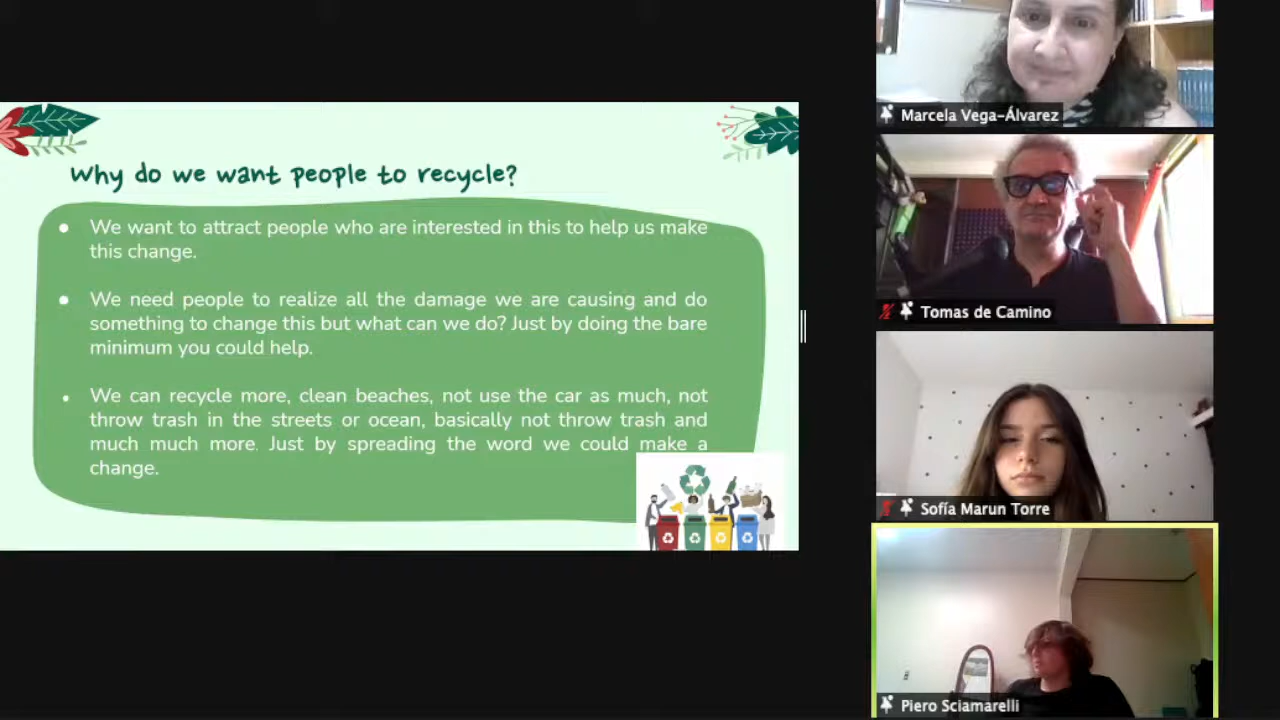 Why do we want people to recycle?
We want to attract people who are interested in this to help us make
this change.
We need people to realize all the damage we are causing and do
something to change this but what can we do? Just by doing the bare
minimum you could help.
We can recycle more, clean beaches, not use the car as much, not
throw trash in the streets or ocean, basically not throw trash and
much much more. Just by spreading the word we could make a
change.
Marcela Vega-Álvarez
Tomas de Camino
Sofía Marun Torre
Piero Sciamarelli